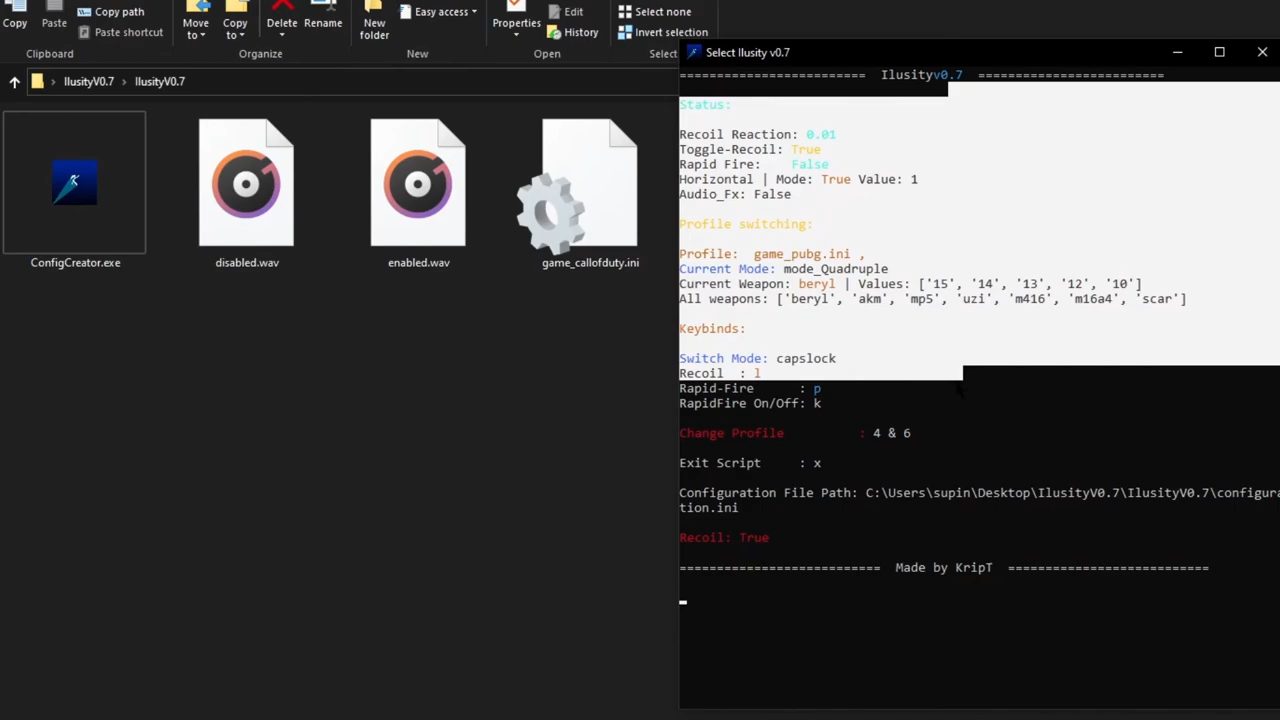 Copy
Paste
Copy path
Paste shortcut
Clipboard
Move to
Copy to
Delete
Rename
Organize
New folder
Easy access
New
Properties
Edit
History
Open
Select none
Invert selection
Select
IlusityV0.7 > IlusityV0.7
ConfigCreator.exe
disabled.wav
enabled.wav
game_callofduty.ini
Select Ilusity v0.7
========================= Ilusityv0.7 =========================
Status:
Recoil Reaction: 0.01
Toggle-Recoil: True
Rapid Fire: False
Horizontal | Mode: True Value: 1
Audio_Fx: False
Profile switching:
Profile: game_pubg.ini ,
Current Mode: mode_Quadruple
Current Weapon: beryl | Values: ['15', '14', '13', '12', '10']
All weapons: ['beryl', 'akm', 'mp5', 'uzi', 'm416', 'm16a4', 'scar']
Keybinds:
Switch Mode: capslock
Recoil : l
Rapid-Fire : p
RapidFire On/Off: k
Change Profile : 4 & 6
Exit Script : x
Configuration File Path: C:\Users\supin\Desktop\IlusityV0.7\IlusityV0.7\configura
tion.ini
Recoil: True
=========================== Made by KripT ===========================